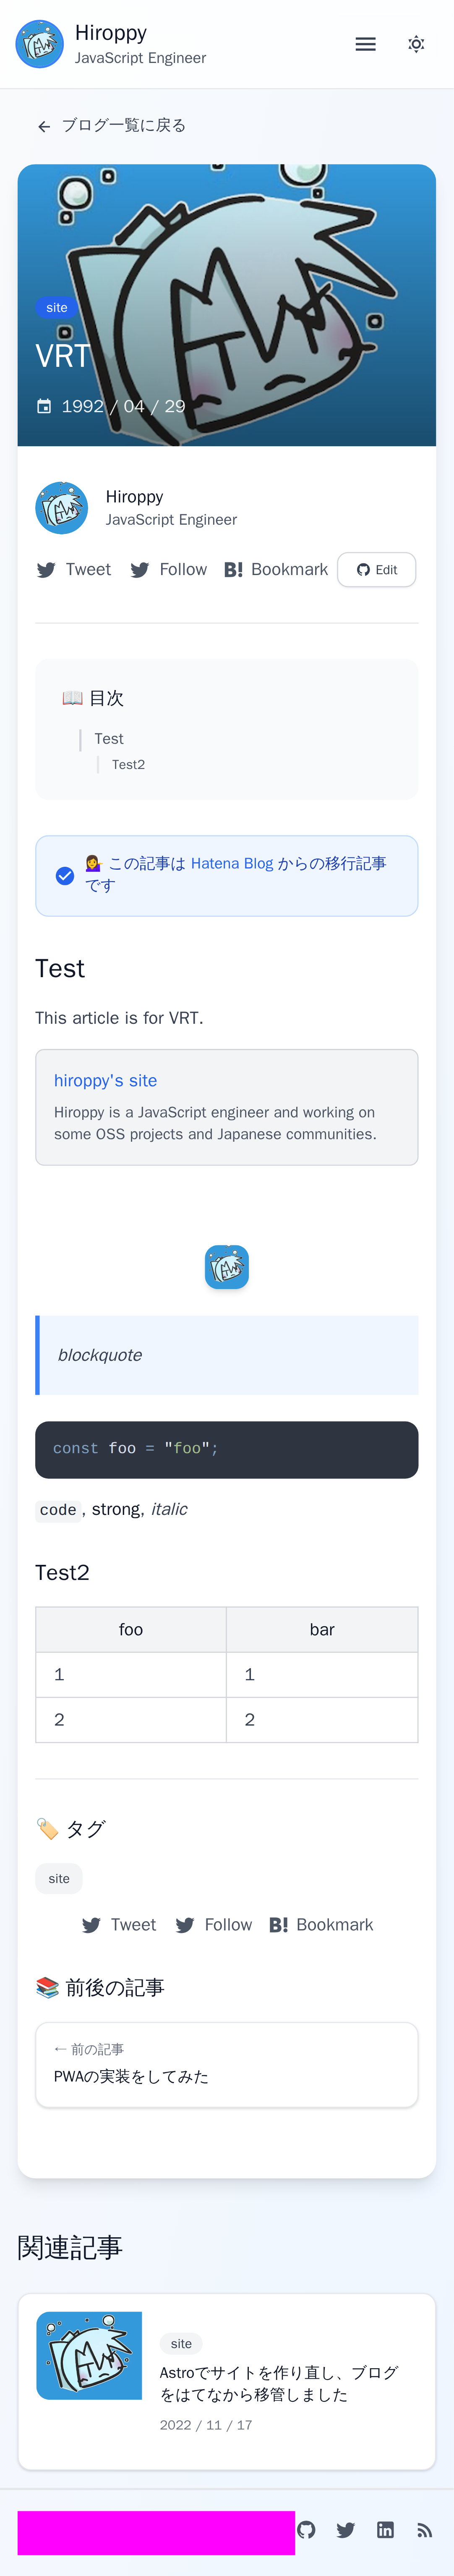 Hiroppy
JavaScript Engineer
← ブログ一覧に戻る
site
VRT
1992 / 04 / 29
Hiroppy
JavaScript Engineer
Tweet Follow B! Bookmark Edit
📖 目次
Test
Test2
💁‍♀️ この記事は Hatena Blog からの移行記事
です
Test
This article is for VRT.
hiroppy's site
Hiroppy is a JavaScript engineer and working on
some OSS projects and Japanese communities.
blockquote
const foo = "foo";
code, strong, italic
Test2
foo bar
1 1
2 2
🏷️ タグ
site
Tweet Follow B! Bookmark
📚 前後の記事
← 前の記事
PWAの実装をしてみた
関連記事
site
Astroでサイトを作り直し、ブログ
をはてなから移管しました
2022 / 11 / 17